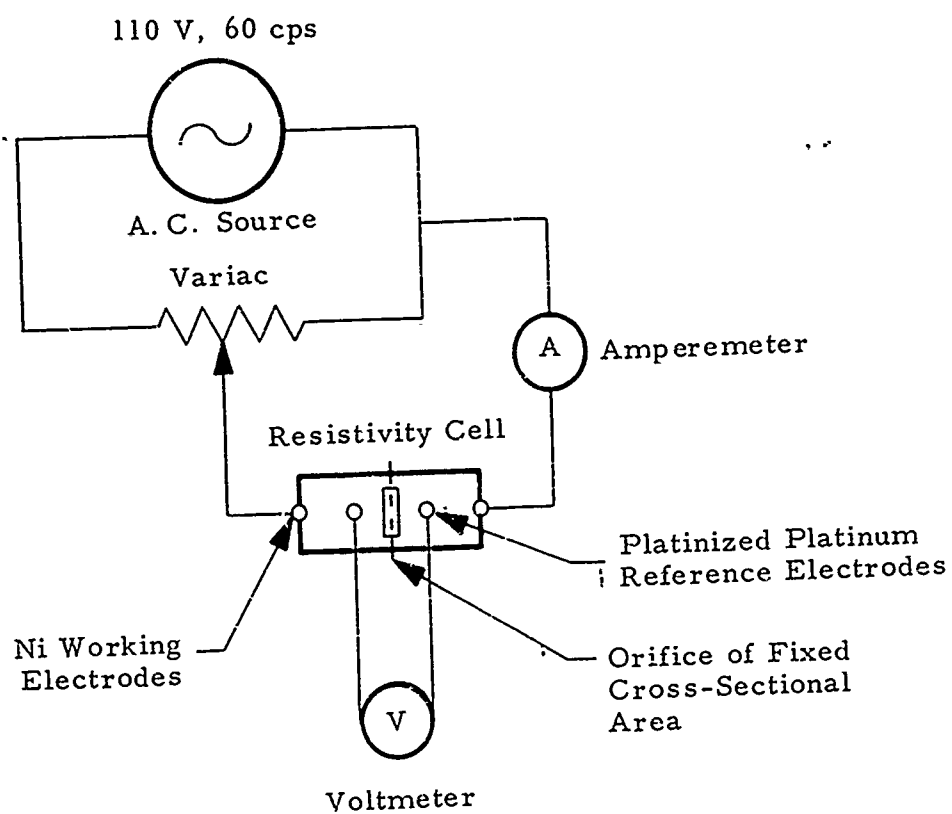 110 V, 60 cps
A. C. Source
Variac
A
Amperemeter
Resistivity Cell
Platinized Platinum
Reference Electrodes
Ni Working
Electrodes
Orifice of Fixed
Cross-Sectional
Area
V
Voltmeter